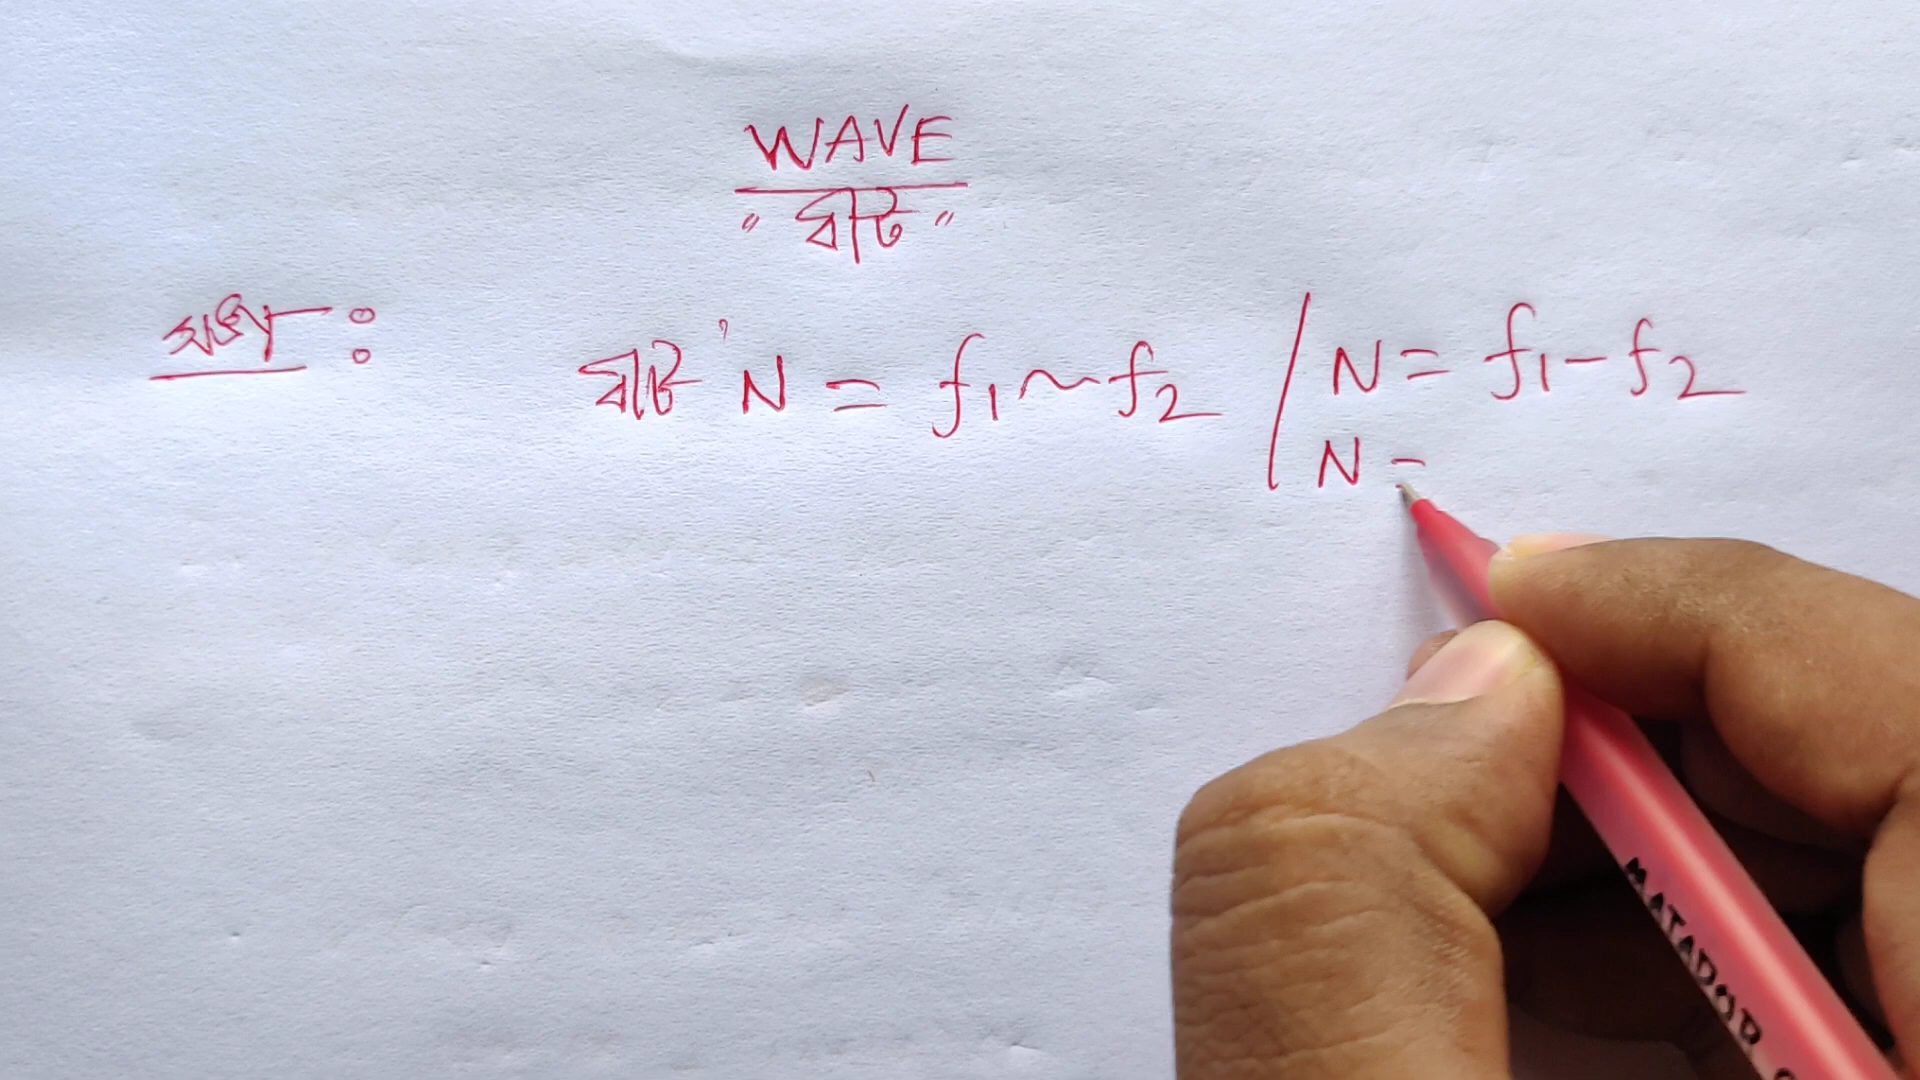 WAVE
" বীট "
বীট, N = f₁ ~ f₂ / N = f₁ - f₂
N =
MATADOR